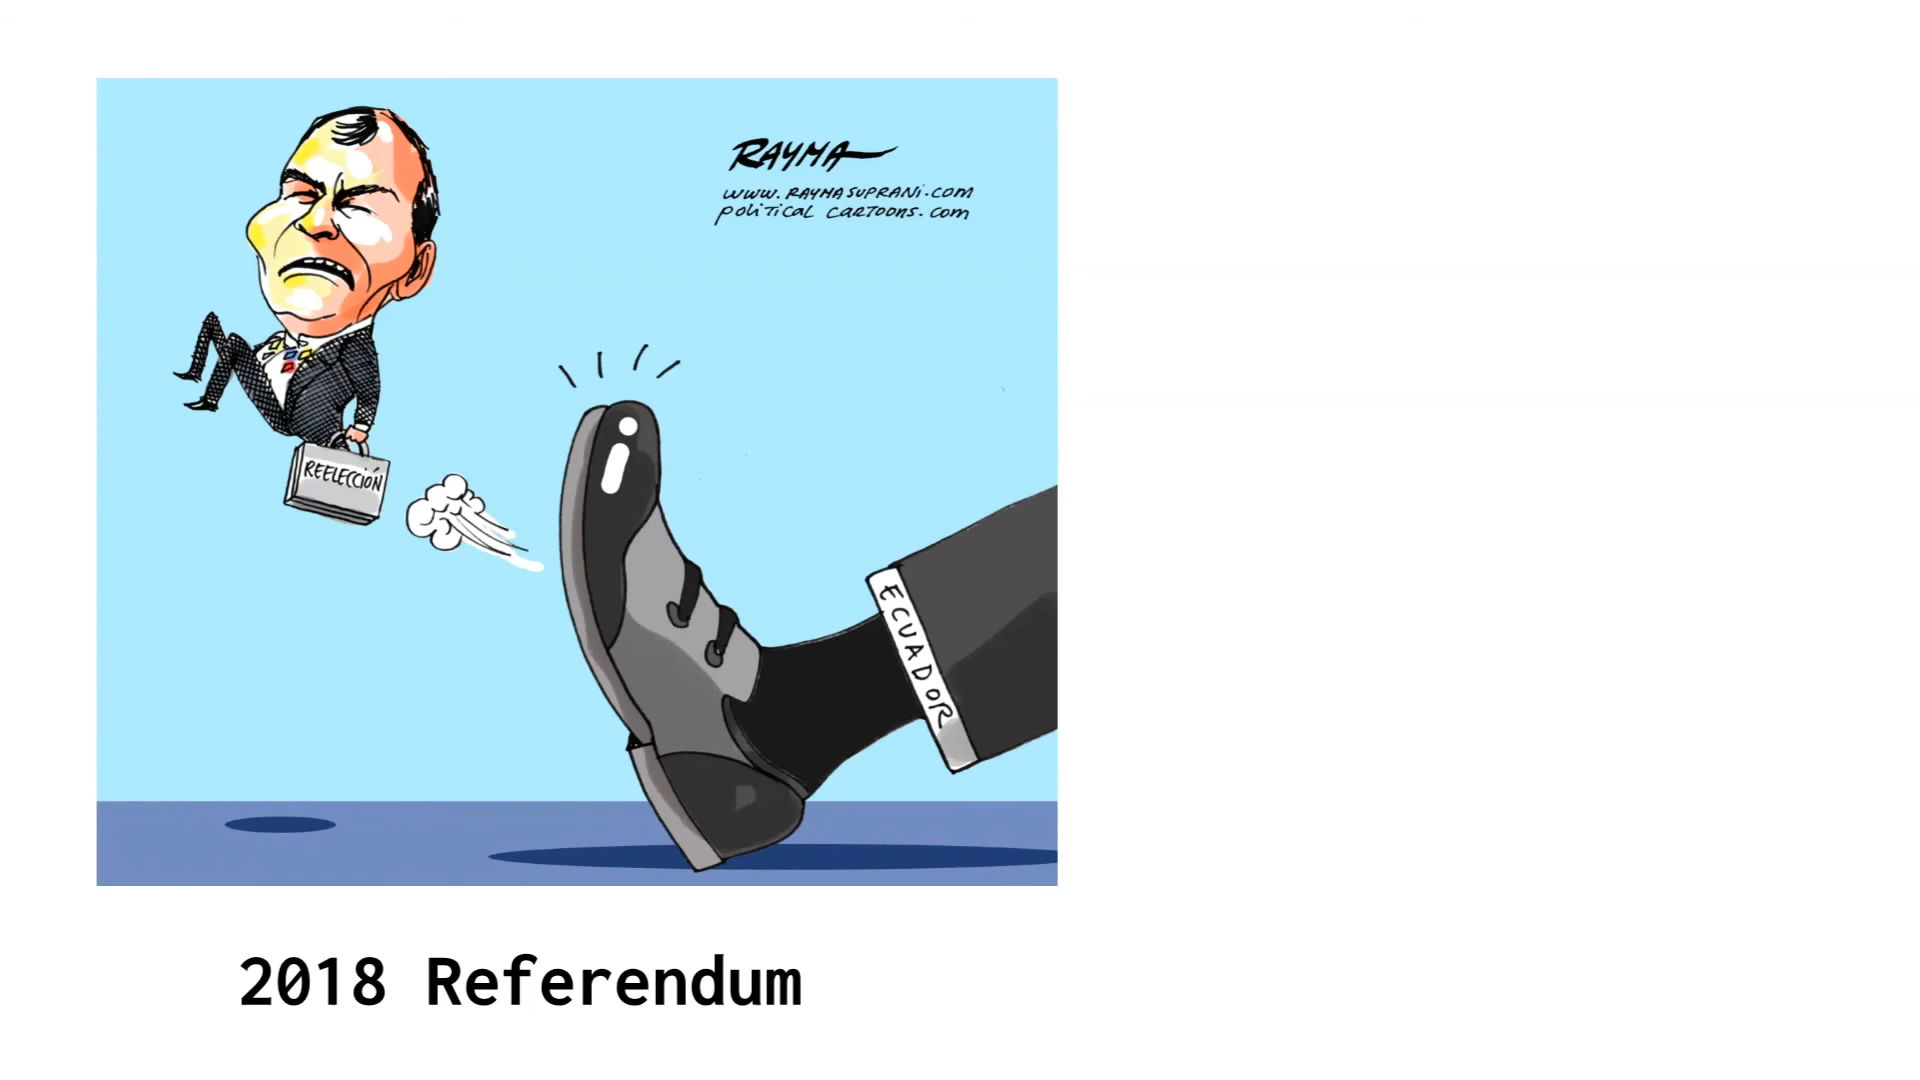 RAYMA
www.RAYMASUPRANi.com
political cartoons.com
REELECCIÓN
ECUADOR
2018 Referendum